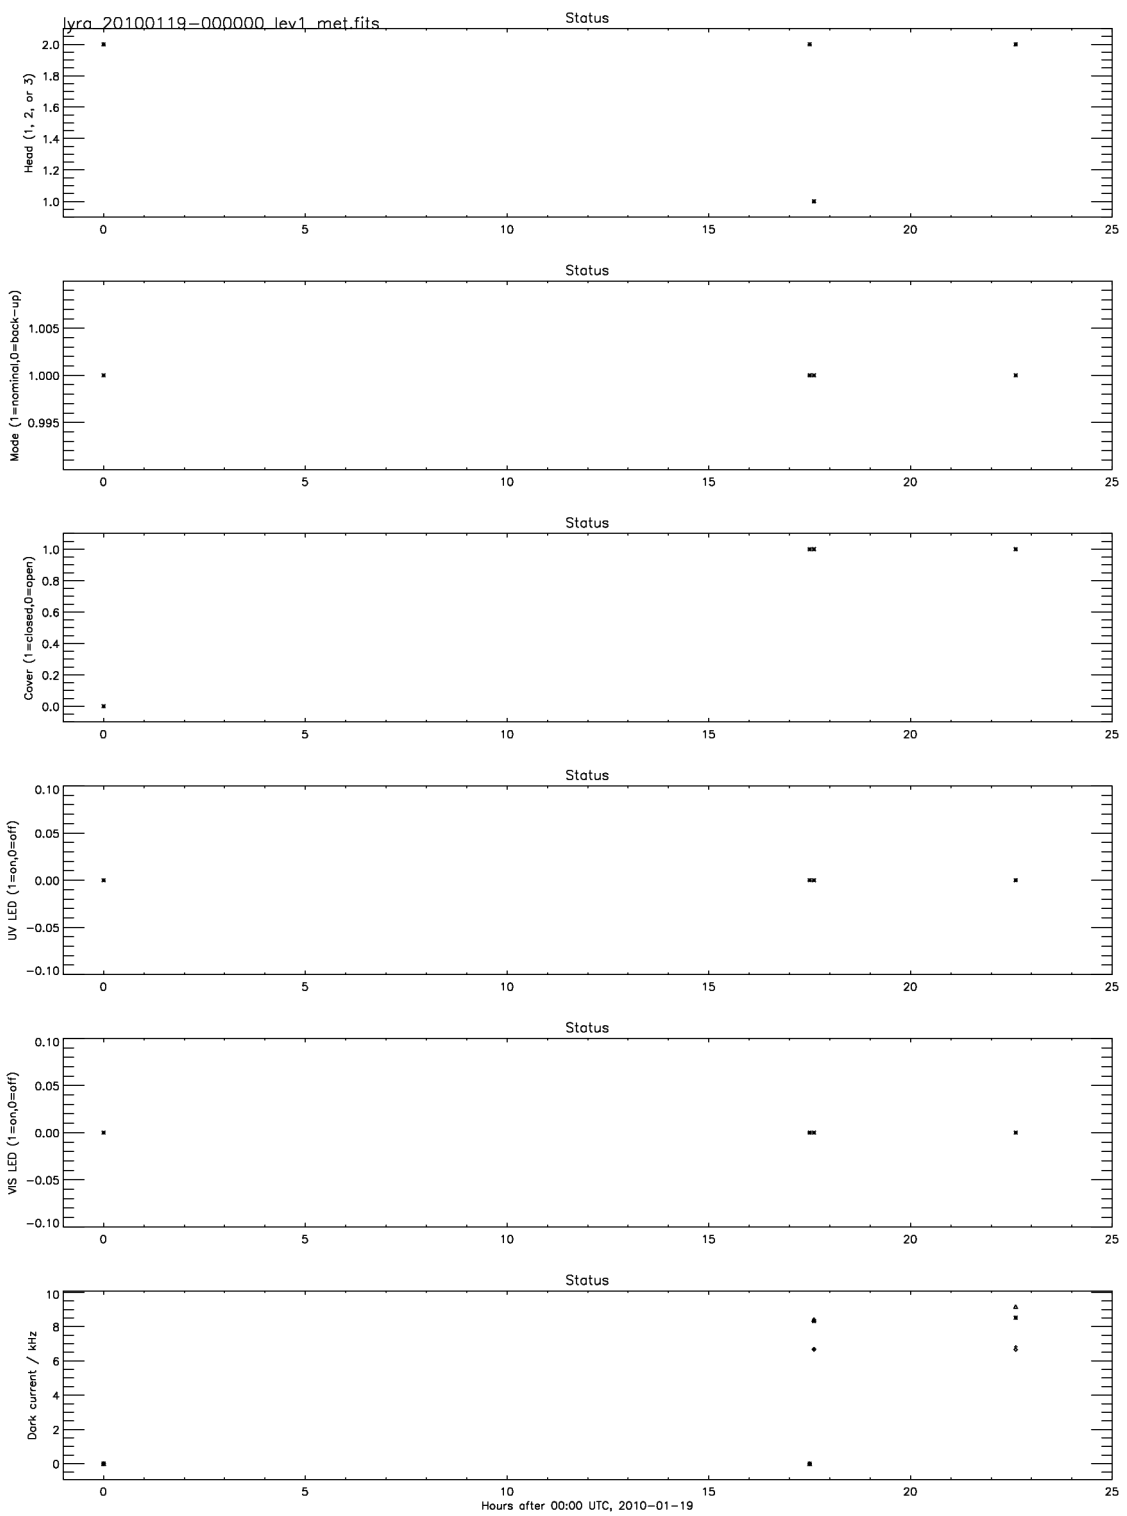 lyra_20100119-000000_lev1_met.fits
Status
Head (1, 2, or 3)
2.0
1.8
1.6
1.4
1.2
1.0
0 5 10 15 20 25
Status
Mode (1=nominal,0=back-up)
1.005
1.000
0.995
0 5 10 15 20 25
Status
Cover (1=closed,0=open)
1.0
0.8
0.6
0.4
0.2
0.0
0 5 10 15 20 25
Status
UV LED (1=on,0=off)
0.10
0.05
0.00
-0.05
-0.10
0 5 10 15 20 25
Status
VIS LED (1=on,0=off)
0.10
0.05
0.00
-0.05
-0.10
0 5 10 15 20 25
Status
Dark current / kHz
10
8
6
4
2
0
0 5 10 15 20 25
Hours after 00:00 UTC, 2010-01-19